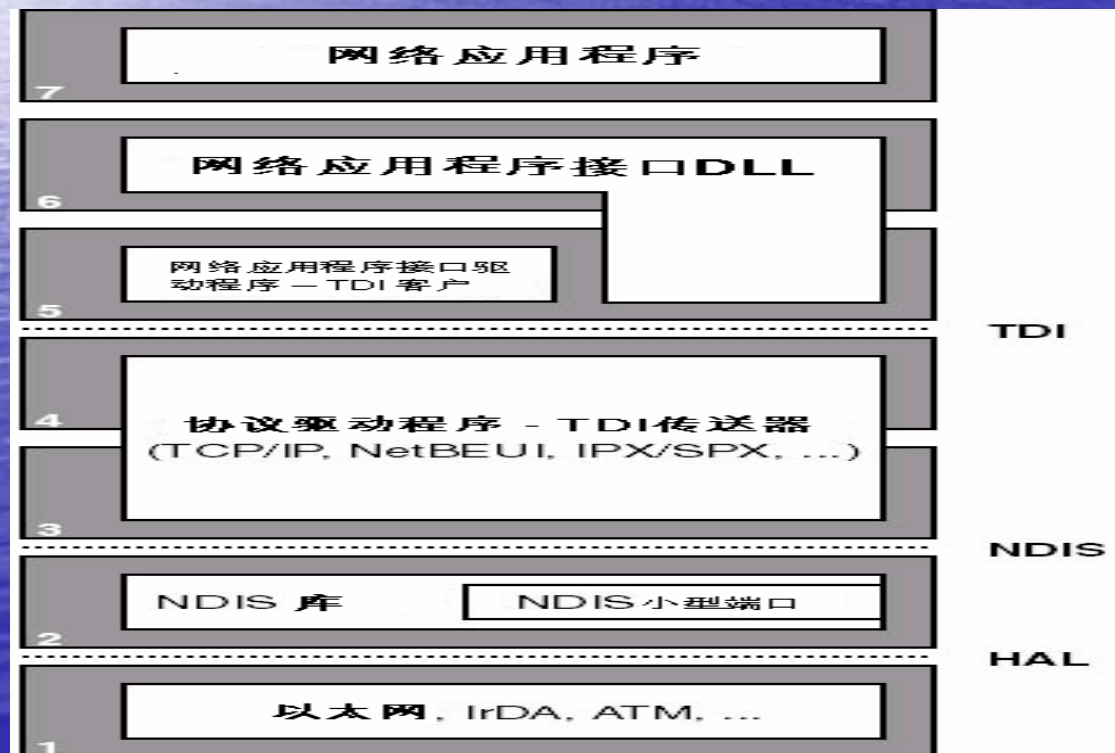 网络应用程序
7
网络应用程序接口DLL
6
网络应用程序接口驱
动程序 – TDI 客户
5
TDI
4
协议驱动程序 - TDI传送器
(TCP/IP, NetBEUI, IPX/SPX, ...)
3
NDIS
NDIS 库
NDIS小型端口
2
HAL
以太网, IrDA, ATM, ...
1